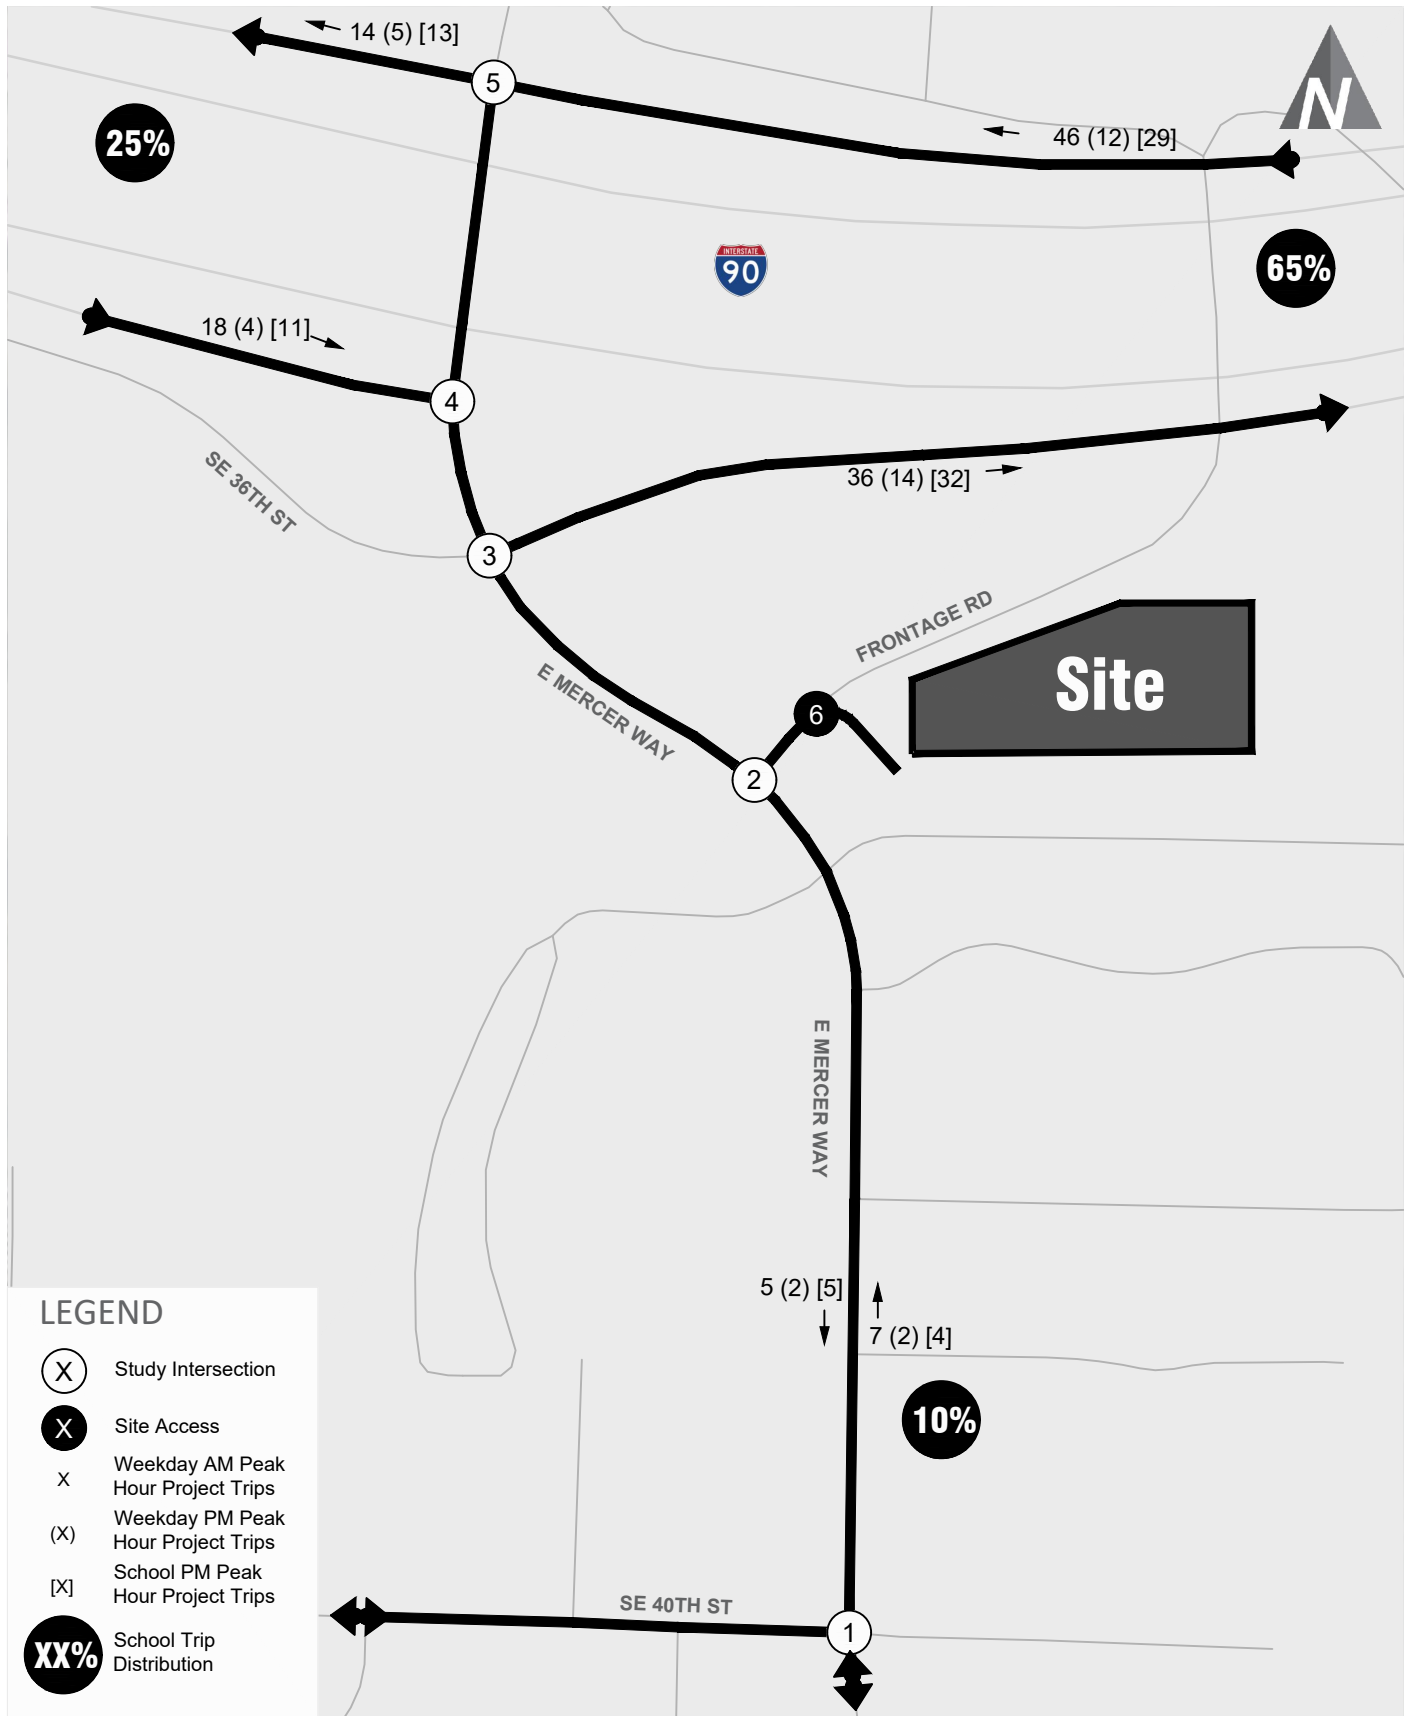 14 (5) [13]
5
N
25%
46 (12) [29]
INTERSTATE
90
65%
18 (4) [11]
4
36 (14) [32]
SE 36TH ST
3
FRONTAGE RD
Site
E MERCER WAY
6
2
E MERCER WAY
5 (2) [5]
7 (2) [4]
10%
SE 40TH ST
1
LEGEND
X Study Intersection
X Site Access
X Weekday AM Peak
Hour Project Trips
(X) Weekday PM Peak
Hour Project Trips
[X] School PM Peak
Hour Project Trips
XX% School Trip
Distribution